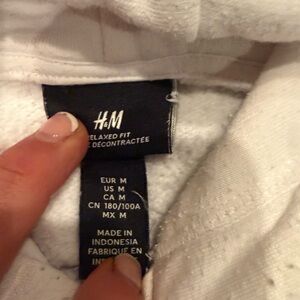 H&M
RELAXED FIT
DÉCONTRACTÉE
EUR M
US M
CA M
CN 180/100A
MX M
MADE IN
INDONESIA
FABRIQUÉ EN